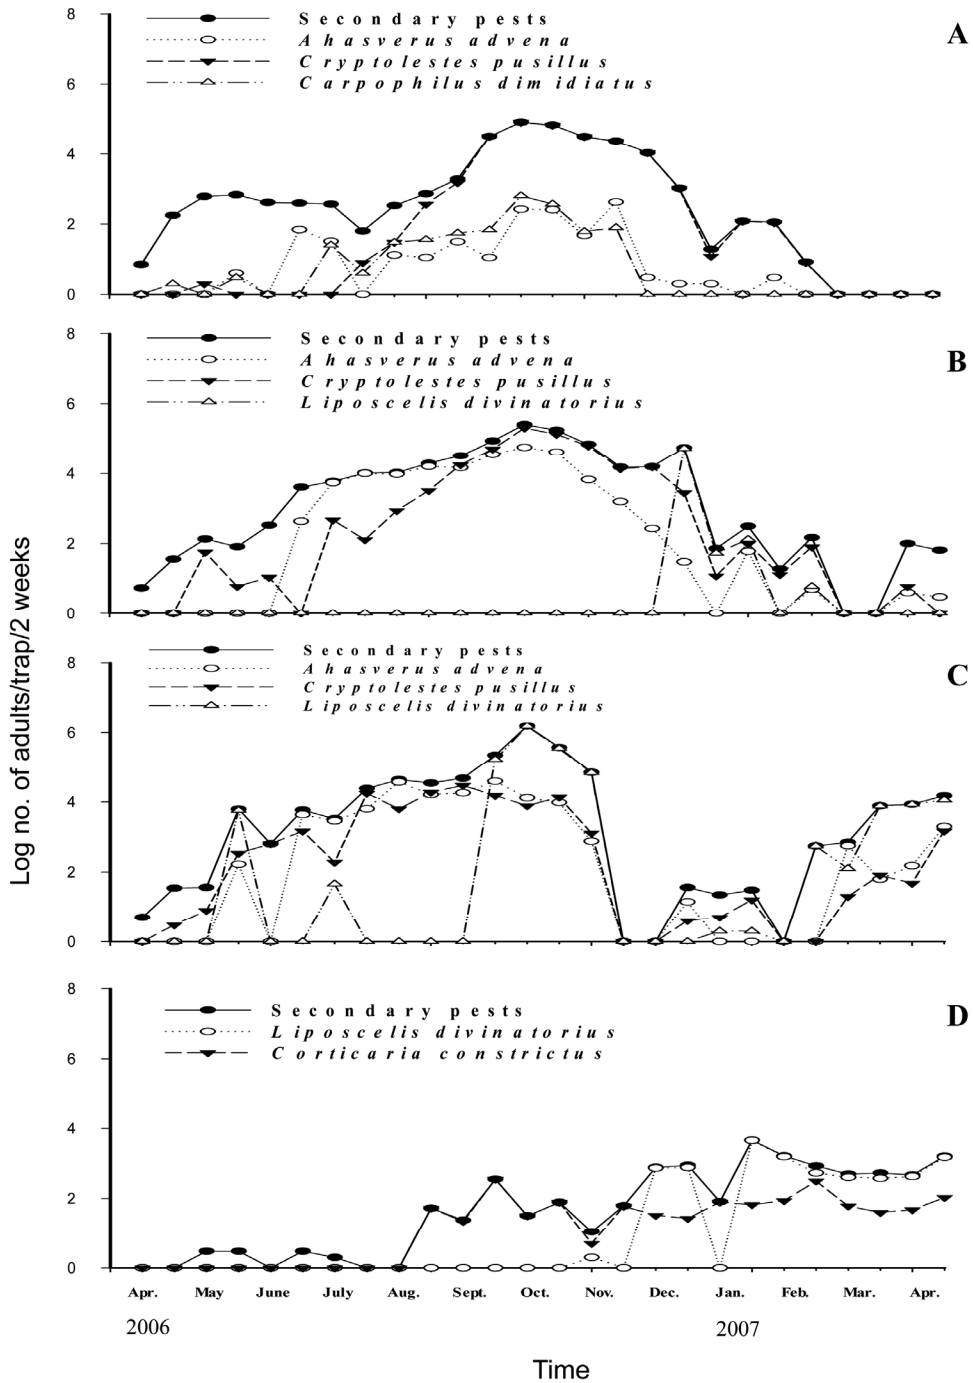 A
Secondary pests
Ahasverus advena
Cryptolestes pusillus
Carpophilus dimidiatus
8
6
4
2
0
B
Secondary pests
Ahasverus advena
Cryptolestes pusillus
Liposcelis divinatorius
8
6
4
2
0
C
Secondary pests
Ahasverus advena
Cryptolestes pusillus
Liposcelis divinatorius
8
6
4
2
0
D
Secondary pests
Liposcelis divinatorius
Corticaria constrictus
8
6
4
2
0
Log no. of adults/trap/2 weeks
Apr. May June July Aug. Sept. Oct. Nov. Dec. Jan. Feb. Mar. Apr.
2006 2007
Time